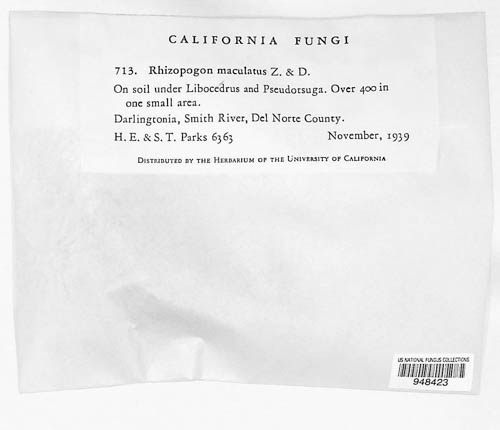 CALIFORNIA FUNGI
713. Rhizopogon maculatus Z. & D.
On soil under Libocedrus and Pseudotsuga. Over 400 in
one small area.
Darlingtonia, Smith River, Del Norte County.
H. E. & S. T. Parks 6363 November, 1939
Distributed by the Herbarium of the University of California
US NATIONAL FUNGUS COLLECTIONS
948423